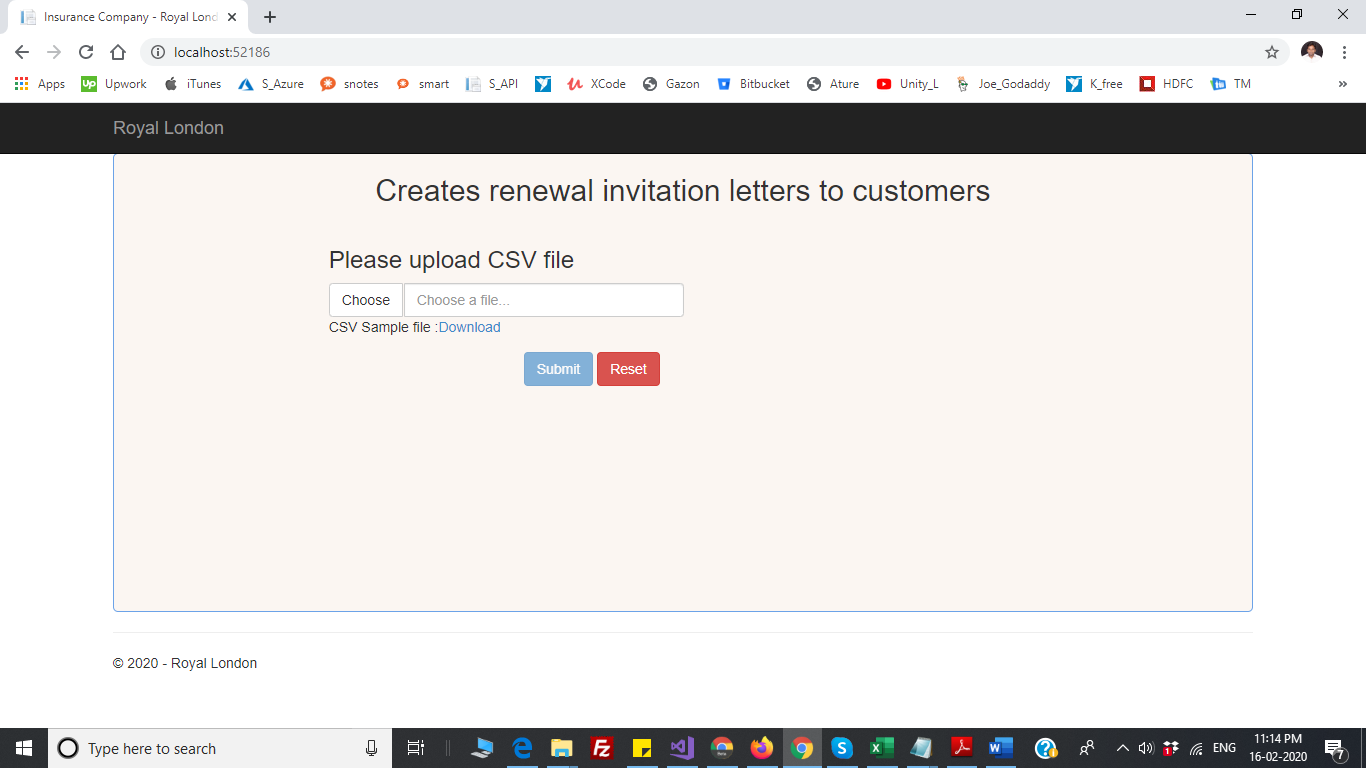 Insurance Company - Royal Lond
localhost:52186
Apps Upwork iTunes S_Azure snotes smart S_API XCode Gazon Bitbucket Ature Unity_L Joe_Godaddy K_free HDFC TM »
Royal London
Creates renewal invitation letters to customers
Please upload CSV file
Choose Choose a file...
CSV Sample file :Download
Submit Reset
© 2020 - Royal London
Type here to search
ENG
11:14 PM
16-02-2020
7